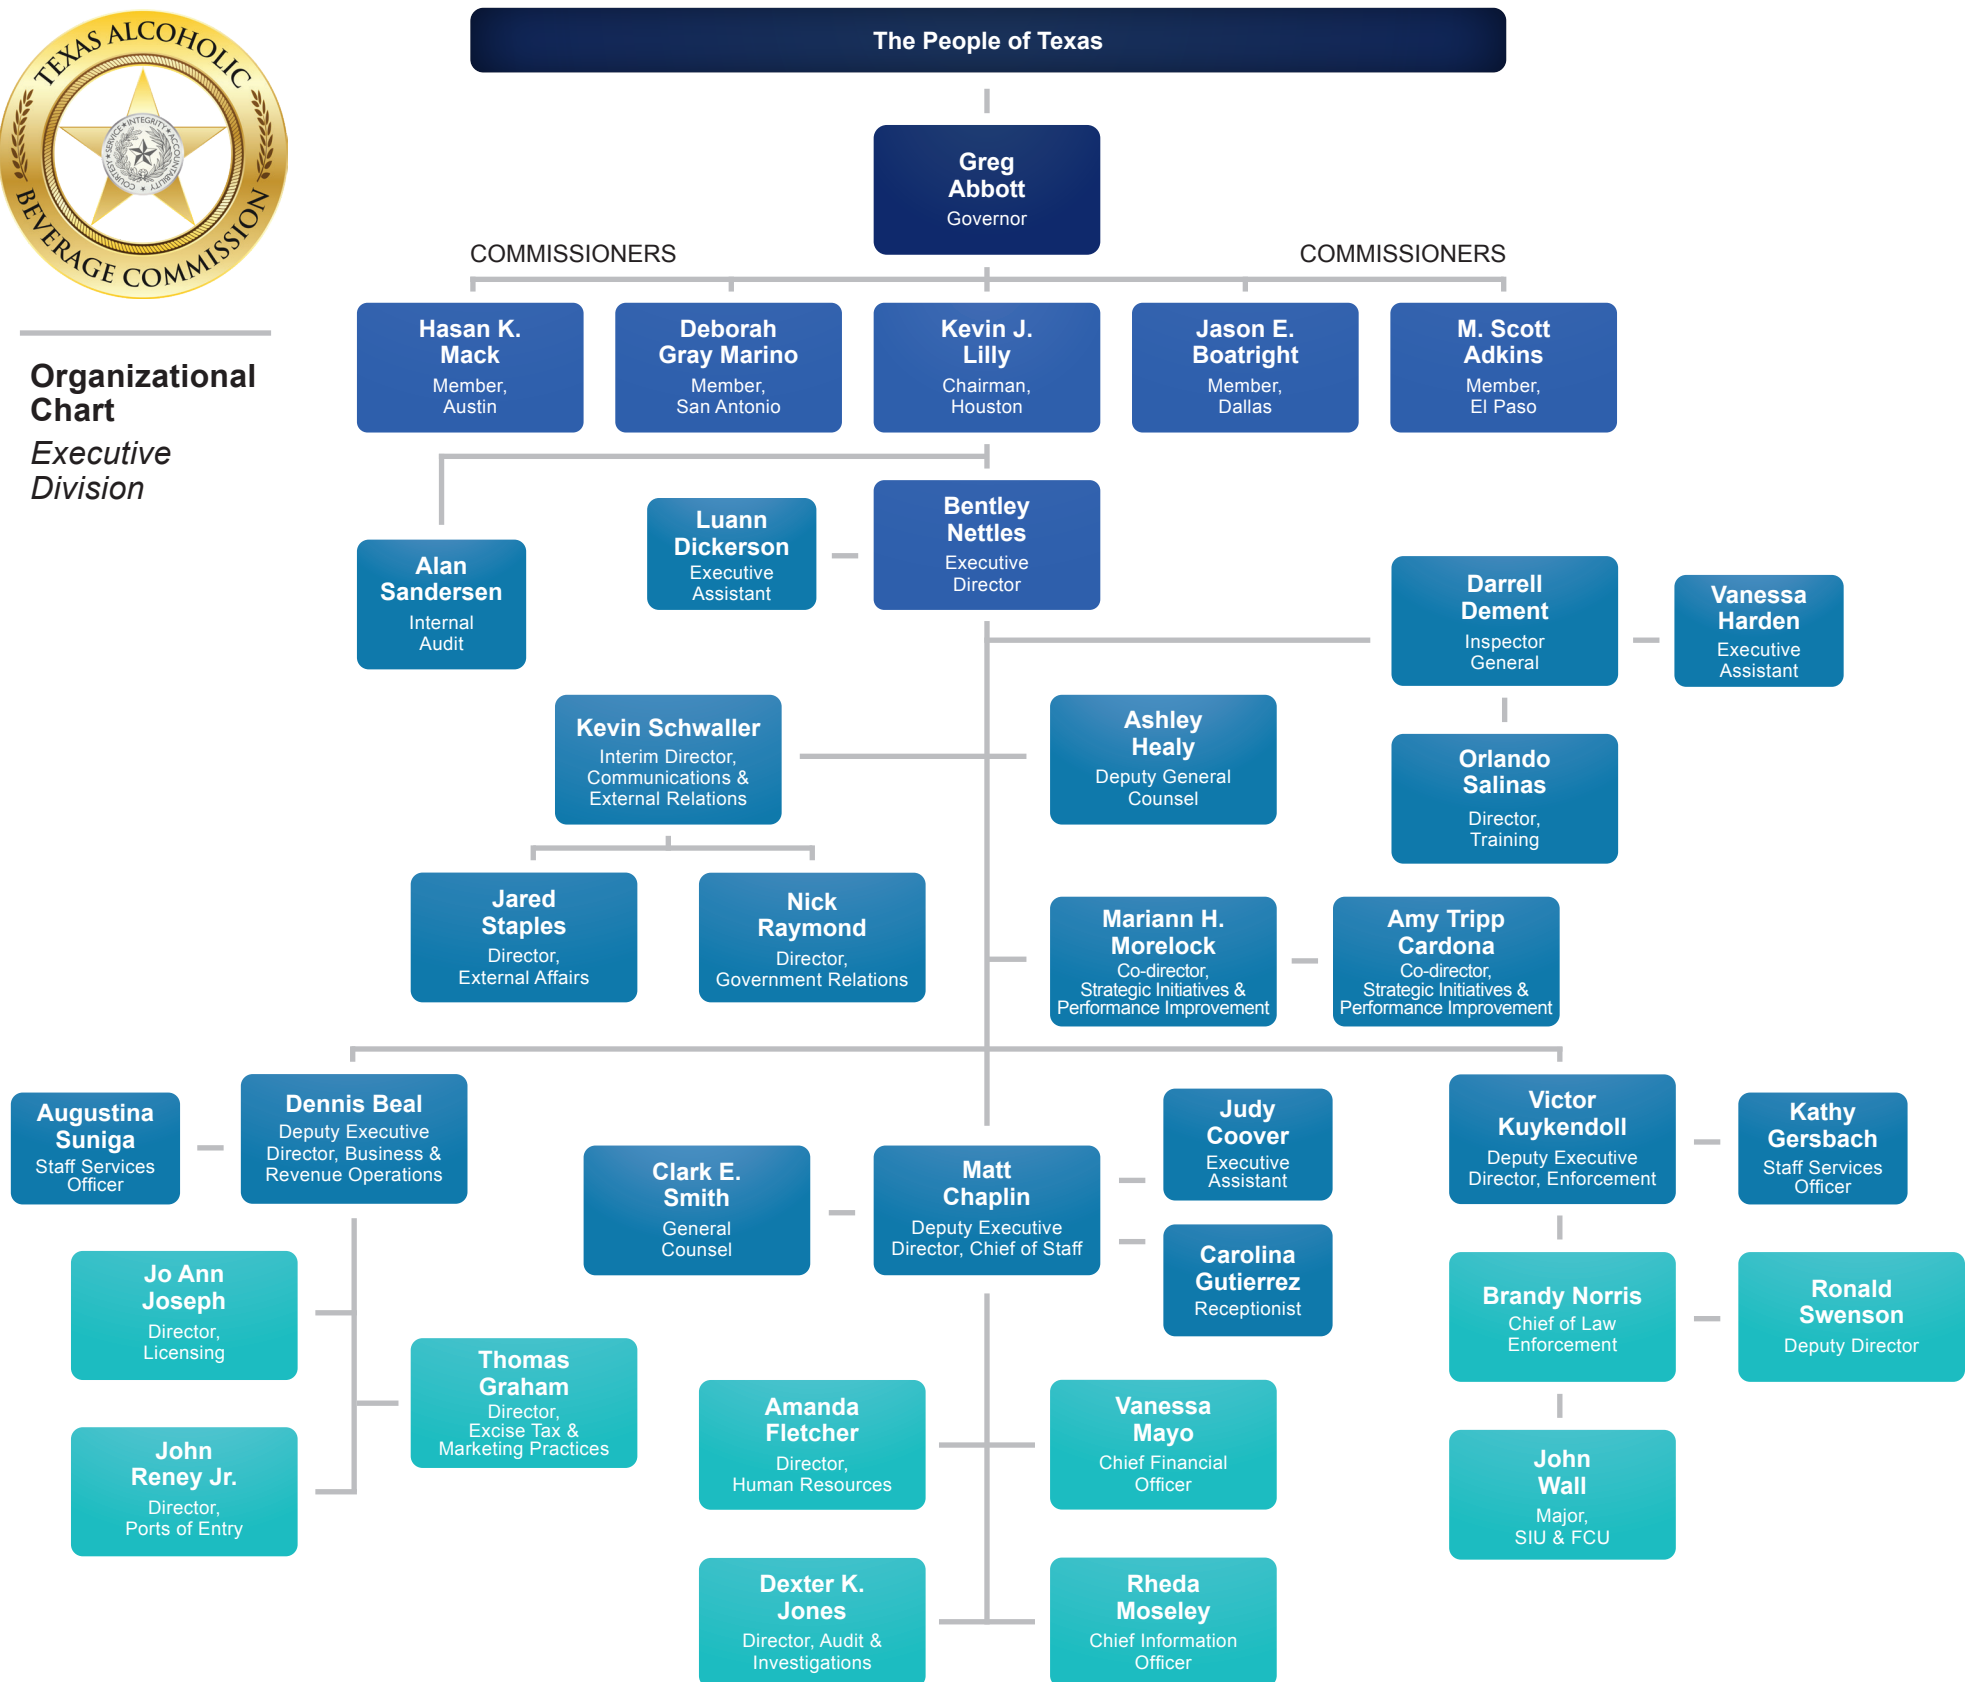 TEXAS ALCOHOLIC
BEVERAGE COMMISSION
COURTESY ★ SERVICE ★ INTEGRITY ★ ACCOUNTABILITY ★
Organizational
Chart
Executive
Division
The People of Texas
Greg
Abbott
Governor
COMMISSIONERS
COMMISSIONERS
Hasan K.
Mack
Member,
Austin
Deborah
Gray Marino
Member,
San Antonio
Kevin J.
Lilly
Chairman,
Houston
Jason E.
Boatright
Member,
Dallas
M. Scott
Adkins
Member,
El Paso
Alan
Sandersen
Internal
Audit
Luann
Dickerson
Executive
Assistant
Bentley
Nettles
Executive
Director
Darrell
Dement
Inspector
General
Vanessa
Harden
Executive
Assistant
Kevin Schwaller
Interim Director,
Communications &
External Relations
Ashley
Healy
Deputy General
Counsel
Orlando
Salinas
Director,
Training
Jared
Staples
Director,
External Affairs
Nick
Raymond
Director,
Government Relations
Mariann H.
Morelock
Co-director,
Strategic Initiatives &
Performance Improvement
Amy Tripp
Cardona
Co-director,
Strategic Initiatives &
Performance Improvement
Augustina
Suniga
Staff Services
Officer
Dennis Beal
Deputy Executive
Director, Business &
Revenue Operations
Clark E.
Smith
General
Counsel
Matt
Chaplin
Deputy Executive
Director, Chief of Staff
Judy
Coover
Executive
Assistant
Carolina
Gutierrez
Receptionist
Victor
Kuykendoll
Deputy Executive
Director, Enforcement
Kathy
Gersbach
Staff Services
Officer
Jo Ann
Joseph
Director,
Licensing
Thomas
Graham
Director,
Excise Tax &
Marketing Practices
John
Reney Jr.
Director,
Ports of Entry
Amanda
Fletcher
Director,
Human Resources
Vanessa
Mayo
Chief Financial
Officer
Dexter K.
Jones
Director, Audit &
Investigations
Rheda
Moseley
Chief Information
Officer
Brandy Norris
Chief of Law
Enforcement
Ronald
Swenson
Deputy Director
John
Wall
Major,
SIU & FCU